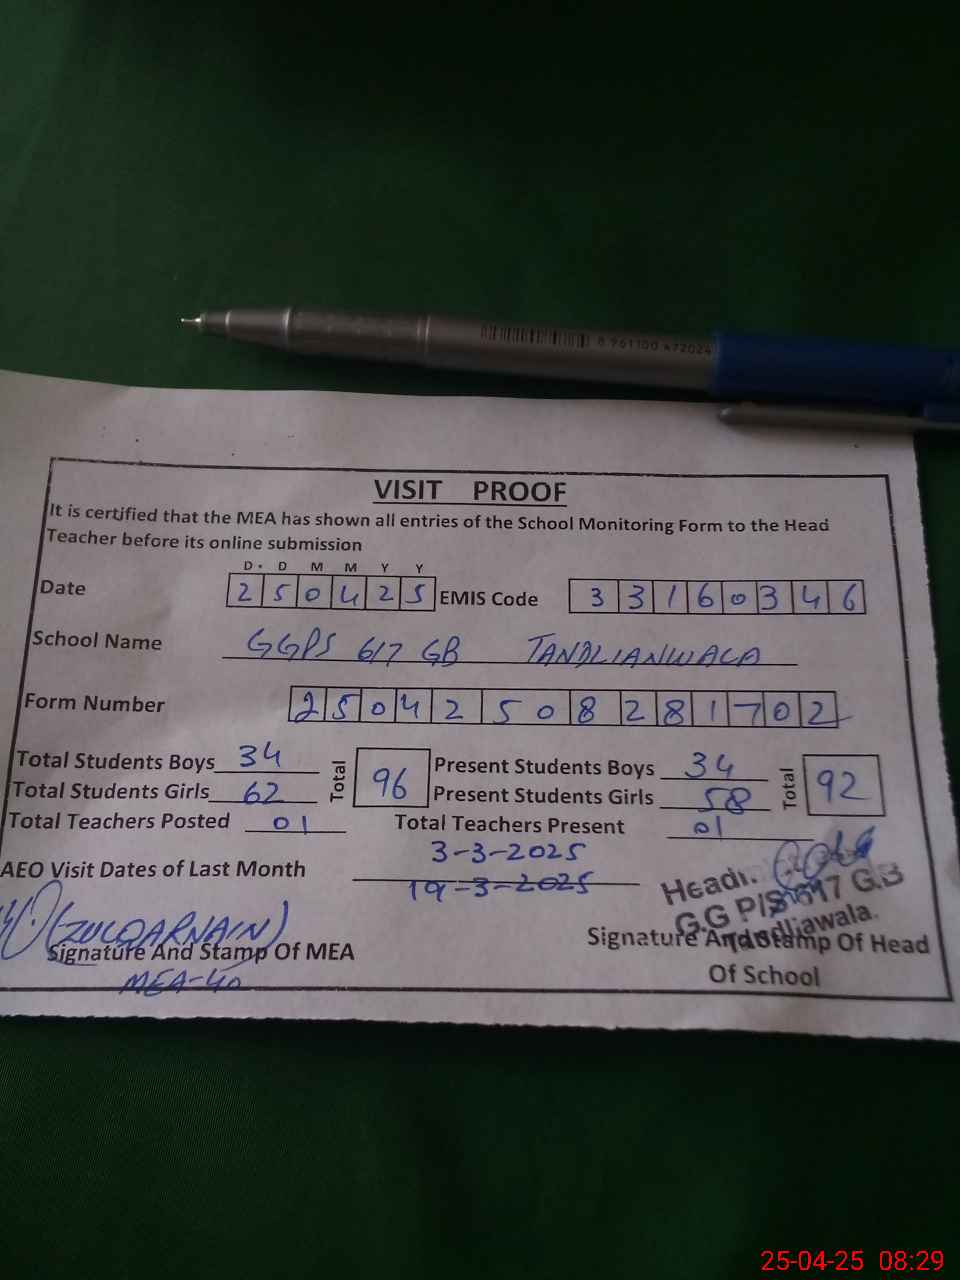 8 961100 472024
VISIT PROOF
It is certified that the MEA has shown all entries of the School Monitoring Form to the Head
Teacher before its online submission
D D M M Y Y
Date 2 5 0 4 2 5 EMIS Code 3 3 1 6 0 3 4 6
School Name GGPS 617 GB TANDLIANWALA
Form Number 2 5 0 4 2 5 0 8 2 8 1 7 0 2
Total Students Boys 34 Total 96 Present Students Boys 34 Total 92
Total Students Girls 62 Present Students Girls 58
Total Teachers Posted 01 Total Teachers Present 01
3-3-2025
AEO Visit Dates of Last Month
19-3-2025
(ZULQARNAIN)
Signature And Stamp Of MEA
MEA-40
G.G P/S 617 G.B
Tandliawala.
Signature And Stamp Of Head
Of School
25-04-25 08:29